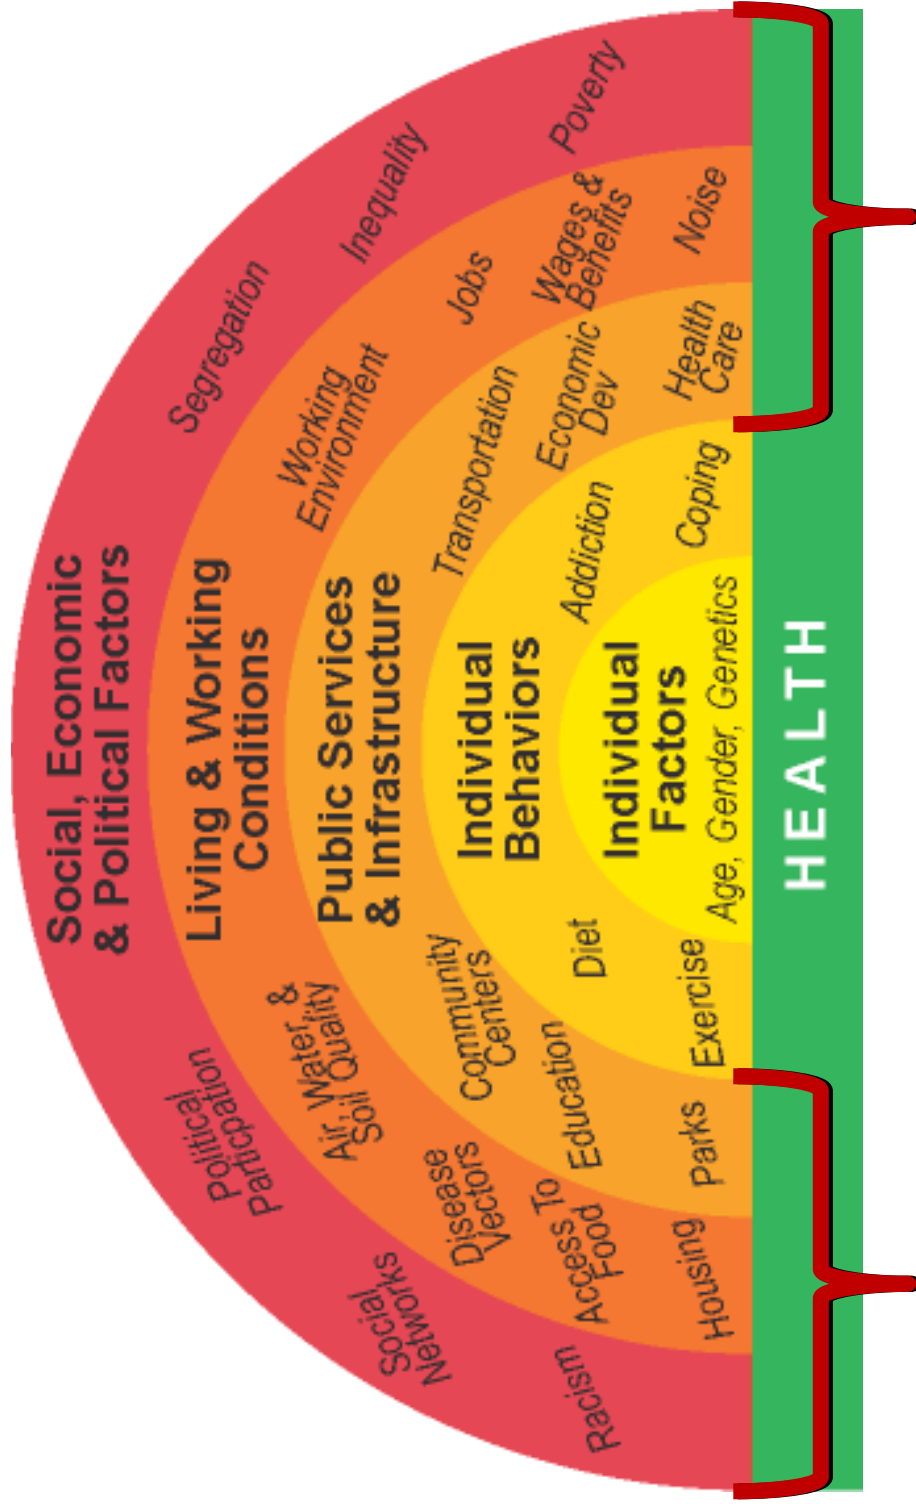 Social, Economic
& Political Factors
Racism
Social
Networks
Political
Particpation
Segregation
Inequality
Poverty
Living & Working
Conditions
Housing
Access To
Food
Disease
Vectors
Air, Water, &
Soil Quality
Working
Environment
Jobs
Wages &
Benefits
Noise
Public Services
& Infrastructure
Parks
Education
Community
Centers
Transportation
Economic
Dev
Health
Care
Individual
Behaviors
Exercise
Diet
Addiction
Coping
Individual
Factors
Age, Gender, Genetics
HEALTH